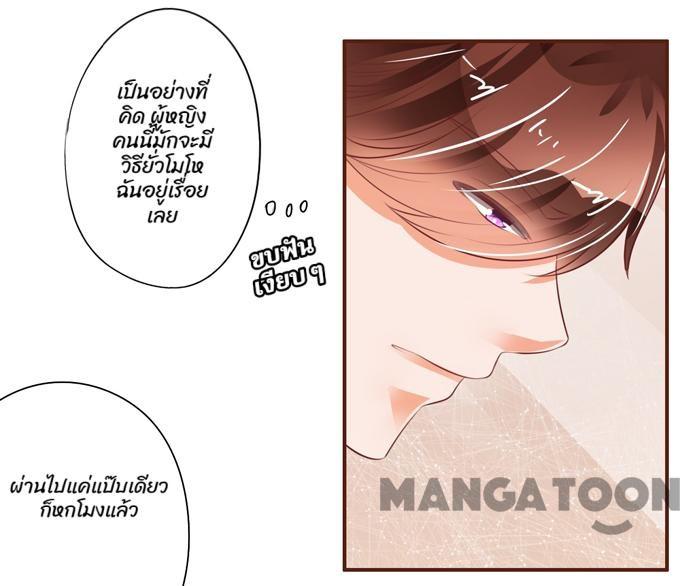 เป็นอย่างที่
คิด ผู้หญิง
คนนี้มักจะมี
วิธียั่วโมโห
ฉันอยู่เรื่อย
เลย
ขบฟัน
เงียบ ๆ
MANGATOON
ผ่านไปแค่แป๊บเดียว
ก็หกโมงแล้ว